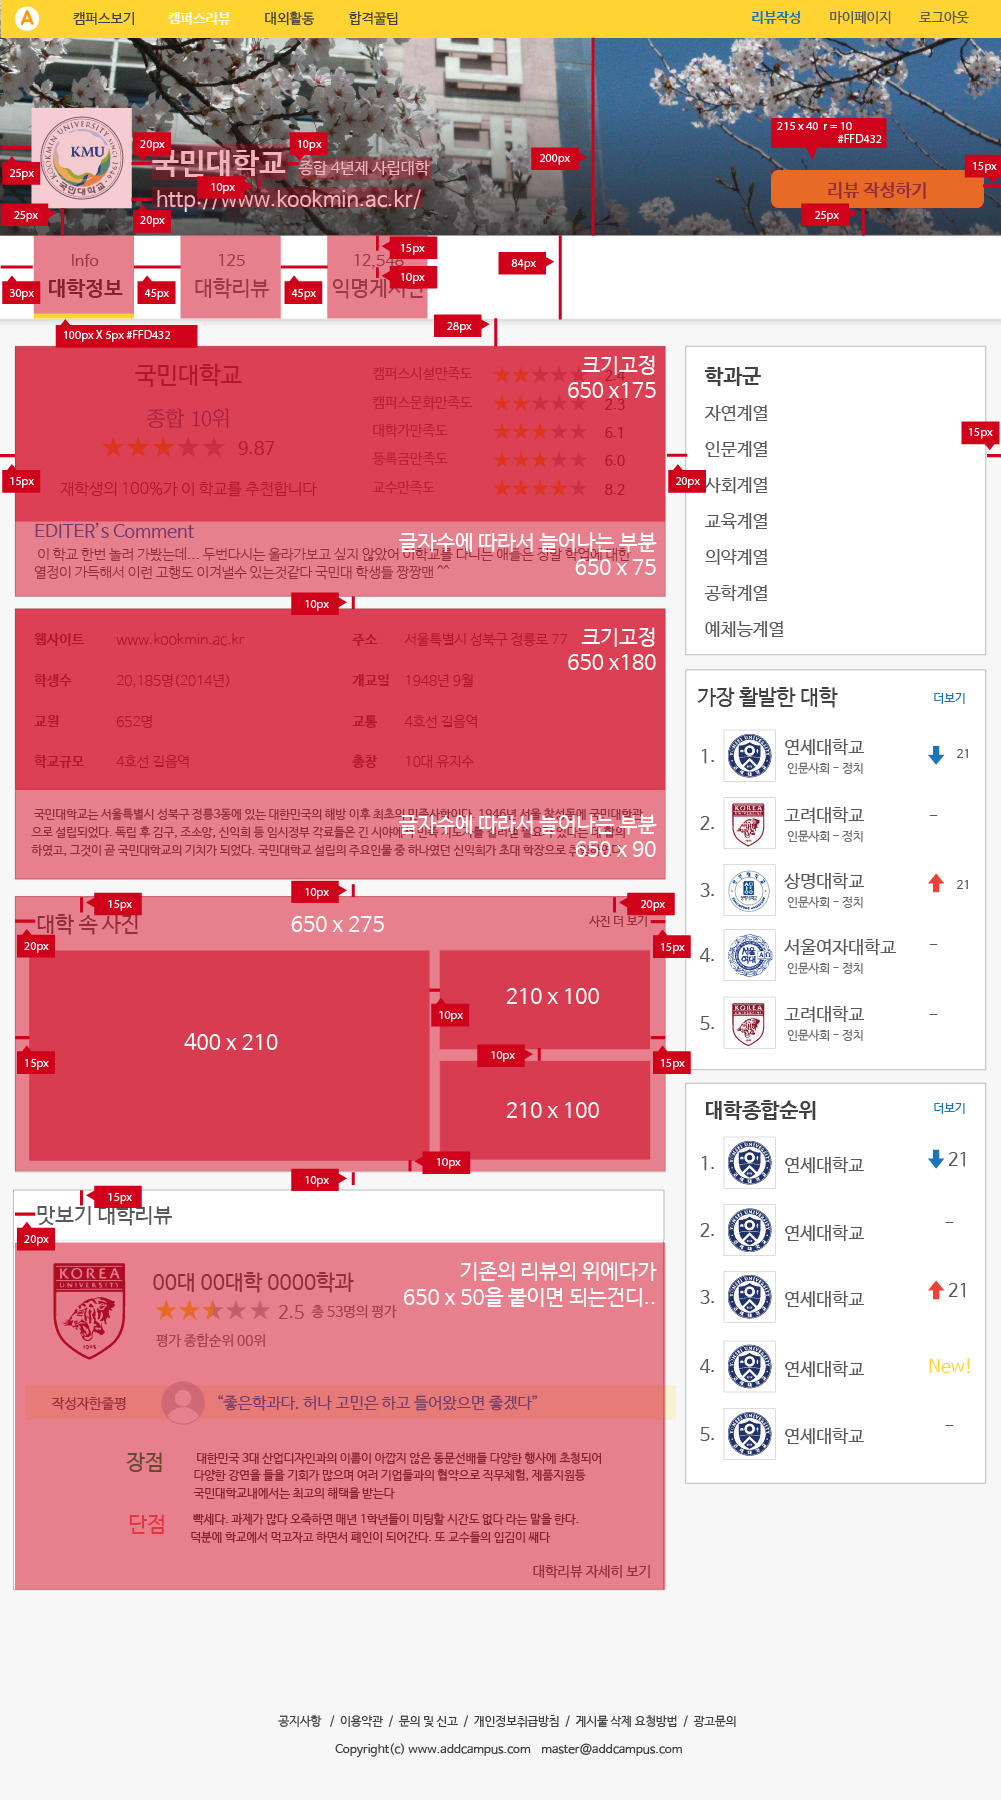 A 캠퍼스보기 캠퍼스리뷰 대외활동 합격꿀팁 리뷰작성 마이페이지 로그아웃
215 x 40 r = 10
#FFD432
20px 10px
국민대학교 종합 4년제 사립대학
200px
15px
25px
KOOKMIN UNIVERSITY SINCE 1946
KMU
국민대학교
10px
http://www.kookmin.ac.kr/
리뷰 작성하기
25px 20px 25px
Info 125 12,548
15px
84px
10px
대학정보 대학리뷰 익명게시판
30px 45px 45px
100px X 5px #FFD432
28px
국민대학교
종합 10위
9.87
재학생의 100%가 이 학교를 추천합니다
캠퍼스시설만족도 2.4
캠퍼스문화만족도 2.3
대학가만족도 6.1
등록금만족도 6.0
교수만족도 8.2
크기고정
650 x175
15px
20px
EDITER's Comment
이 학교 한번 놀러 가봤는데... 두번다시는 올라가보고 싶지 않았어 이학교를 다니는 애들은 정말 학업에 대한
열정이 가득해서 이런 고행도 이겨낼수 있는것같다 국민대 학생들 짱짱맨 ^^
글자수에 따라서 늘어나는 부분
650 x 75
10px
웹사이트 www.kookmin.ac.kr 주소 서울특별시 성북구 정릉로 77
학생수 20,185명(2014년) 개교일 1948년 9월
교원 652명 교통 4호선 길음역
학교규모 4호선 길음역 총장 10대 유지수
크기고정
650 x180
국민대학교는 서울특별시 성북구 정릉3동에 있는 대한민국의 해방 이후 최초의 민족사학이다. 1946년 서울 창성동에 국민대학관
으로 설립되었다. 독립 후 김구, 조소앙, 신익희 등 임시정부 각료들은 긴 시야에서
하였고, 그것이 곧 국민대학교의 기치가 되었다. 국민대학교 설립의 주요인물 중 하나였던 신익희가 초대 학장으로
글자수에 따라서 늘어나는 부분
650 x 90
10px
15px 20px
대학 속 사진 650 x 275 사진 더 보기
20px 15px
400 x 210
210 x 100
10px
10px
15px 15px
210 x 100
10px
10px
15px
맛보기 대학리뷰
20px
KOREA
UNIVERSITY
1905
00대 00대학 0000학과
2.5 총 53명의 평가
평가 종합순위 00위
기존의 리뷰의 위에다가
650 x 50을 붙이면 되는건디..
작성자한줄평 “좋은학과다. 허나 고민은 하고 들어왔으면 좋겠다”
장점 대한민국 3대 산업디자인과의 이름이 아깝지 않은 동문선배들 다양한 행사에 초청되어
다양한 강연을 들을 기회가 많으며 여러 기업들과의 협약으로 직무체험, 제품지원등
국민대학교내에서는 최고의 해택을 받는다
단점 빡세다. 과제가 많다 오죽하면 매년 1학년들이 미팅할 시간도 없다 라는 말을 한다.
덕분에 학교에서 먹고자고 하면서 폐인이 되어간다. 또 교수들의 입김이 쌔다
대학리뷰 자세히 보기
학과군
자연계열
인문계열
사회계열
교육계열
의약계열
공학계열
예체능계열
15px
가장 활발한 대학 더보기
1. 연세대학교 21
인문사회 - 정치
2. KOREA 고려대학교 -
인문사회 - 정치
3. 상명대학교 21
인문사회 - 정치
4. 서울여대 서울여자대학교 -
인문사회 - 정치
5. KOREA 고려대학교 -
인문사회 - 정치
대학종합순위 더보기
1. 연세대학교 21
2. 연세대학교 -
3. 연세대학교 21
4. 연세대학교 New!
5. 연세대학교 -
공지사항 / 이용약관 / 문의 및 신고 / 개인정보취급방침 / 게시물 삭제 요청방법 / 광고문의
Copyright(c) www.addcampus.com master@addcampus.com